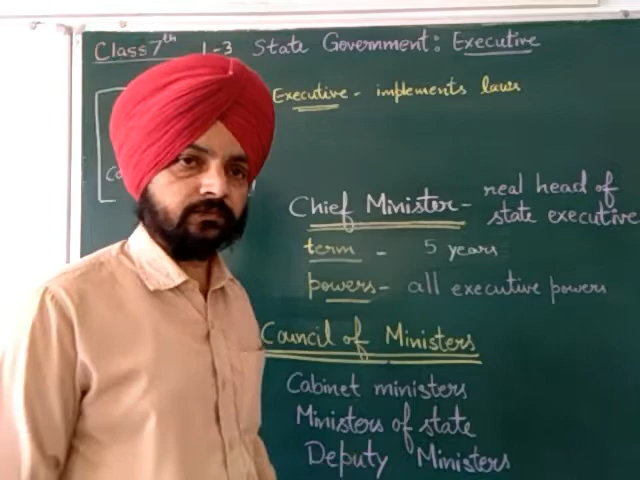 Class 7th L-3 State Government: Executive
Executive - implements laws
Chief Minister - real head of
state executive
term - 5 years
powers - all executive powers
Council of Ministers
Cabinet ministers
Ministers of state
Deputy Ministers